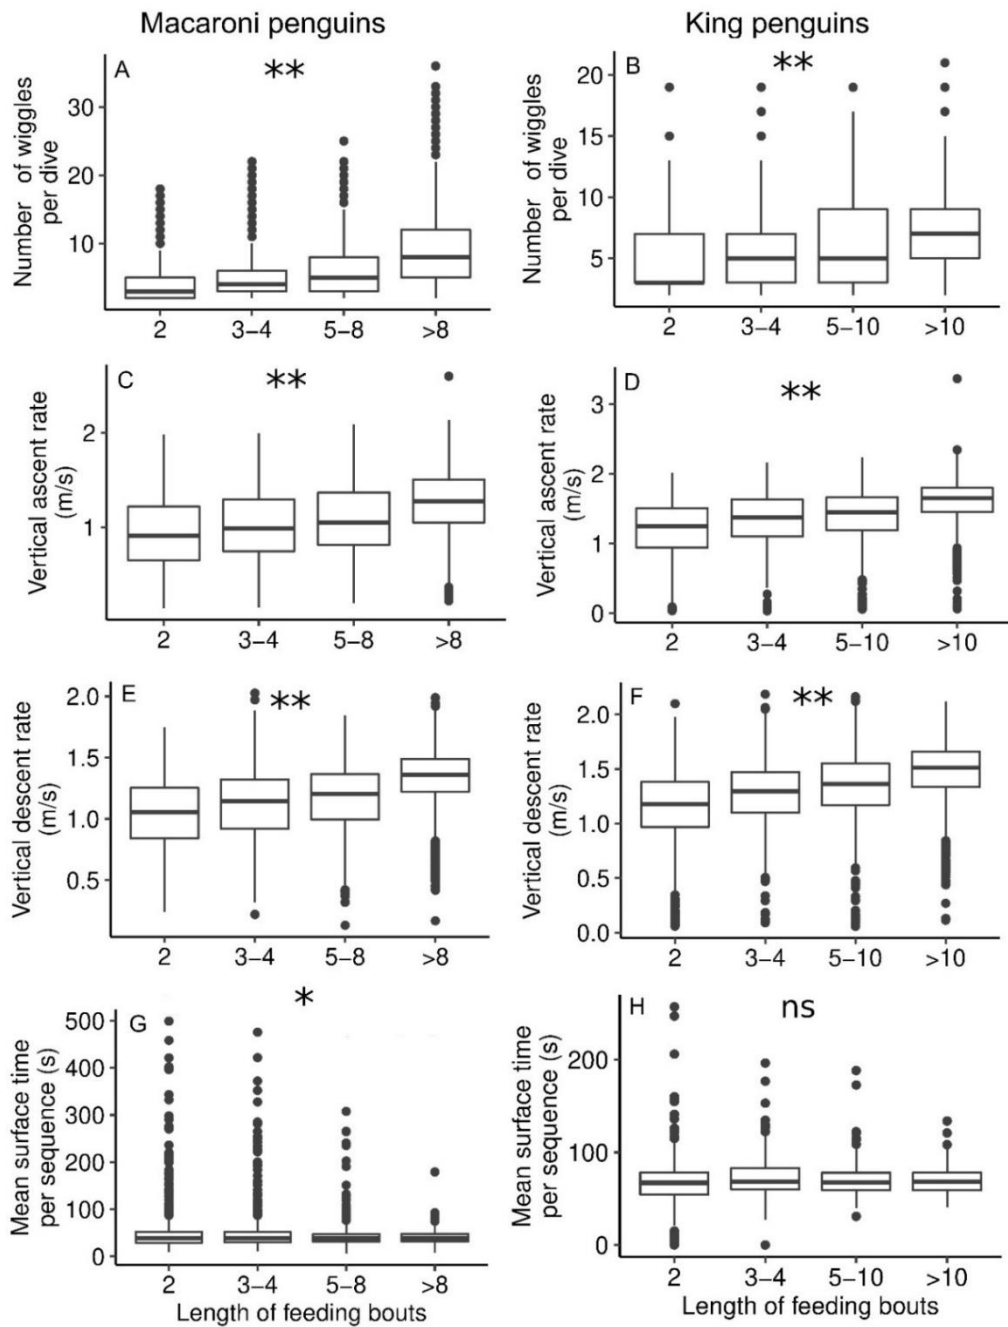 Macaroni penguins
King penguins
A
**
Number of wiggles
per dive
30
20
10
2
3-4
5-8
>8
B
**
Number of wiggles
per dive
20
15
10
5
2
3-4
5-10
>10
C
**
Vertical ascent rate
(m/s)
2
1
2
3-4
5-8
>8
D
**
Vertical ascent rate
(m/s)
3
2
1
0
2
3-4
5-10
>10
E
**
Vertical descent rate
(m/s)
2.0
1.5
1.0
0.5
2
3-4
5-8
>8
F
**
Vertical descent rate
(m/s)
2.0
1.5
1.0
0.5
0.0
2
3-4
5-10
>10
G
*
Mean surface time
per sequence (s)
500
400
300
200
100
0
2
3-4
5-8
>8
Length of feeding bouts
H
ns
Mean surface time
per sequence (s)
200
100
0
2
3-4
5-10
>10
Length of feeding bouts